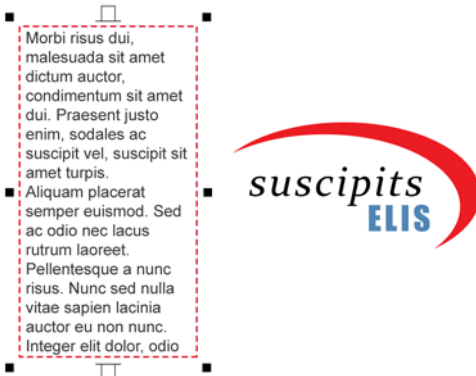 Morbi risus dui,
malesuada sit amet
dictum auctor,
condimentum sit amet
dui. Praesent justo
enim, sodales ac
suscipit vel, suscipit sit
amet turpis.
Aliquam placerat
semper euismod. Sed
ac odio nec lacus
rutrum laoreet.
Pellentesque a nunc
risus. Nunc sed nulla
vitae sapien lacinia
auctor eu non nunc.
Integer elit dolor, odio
suscipits
ELIS